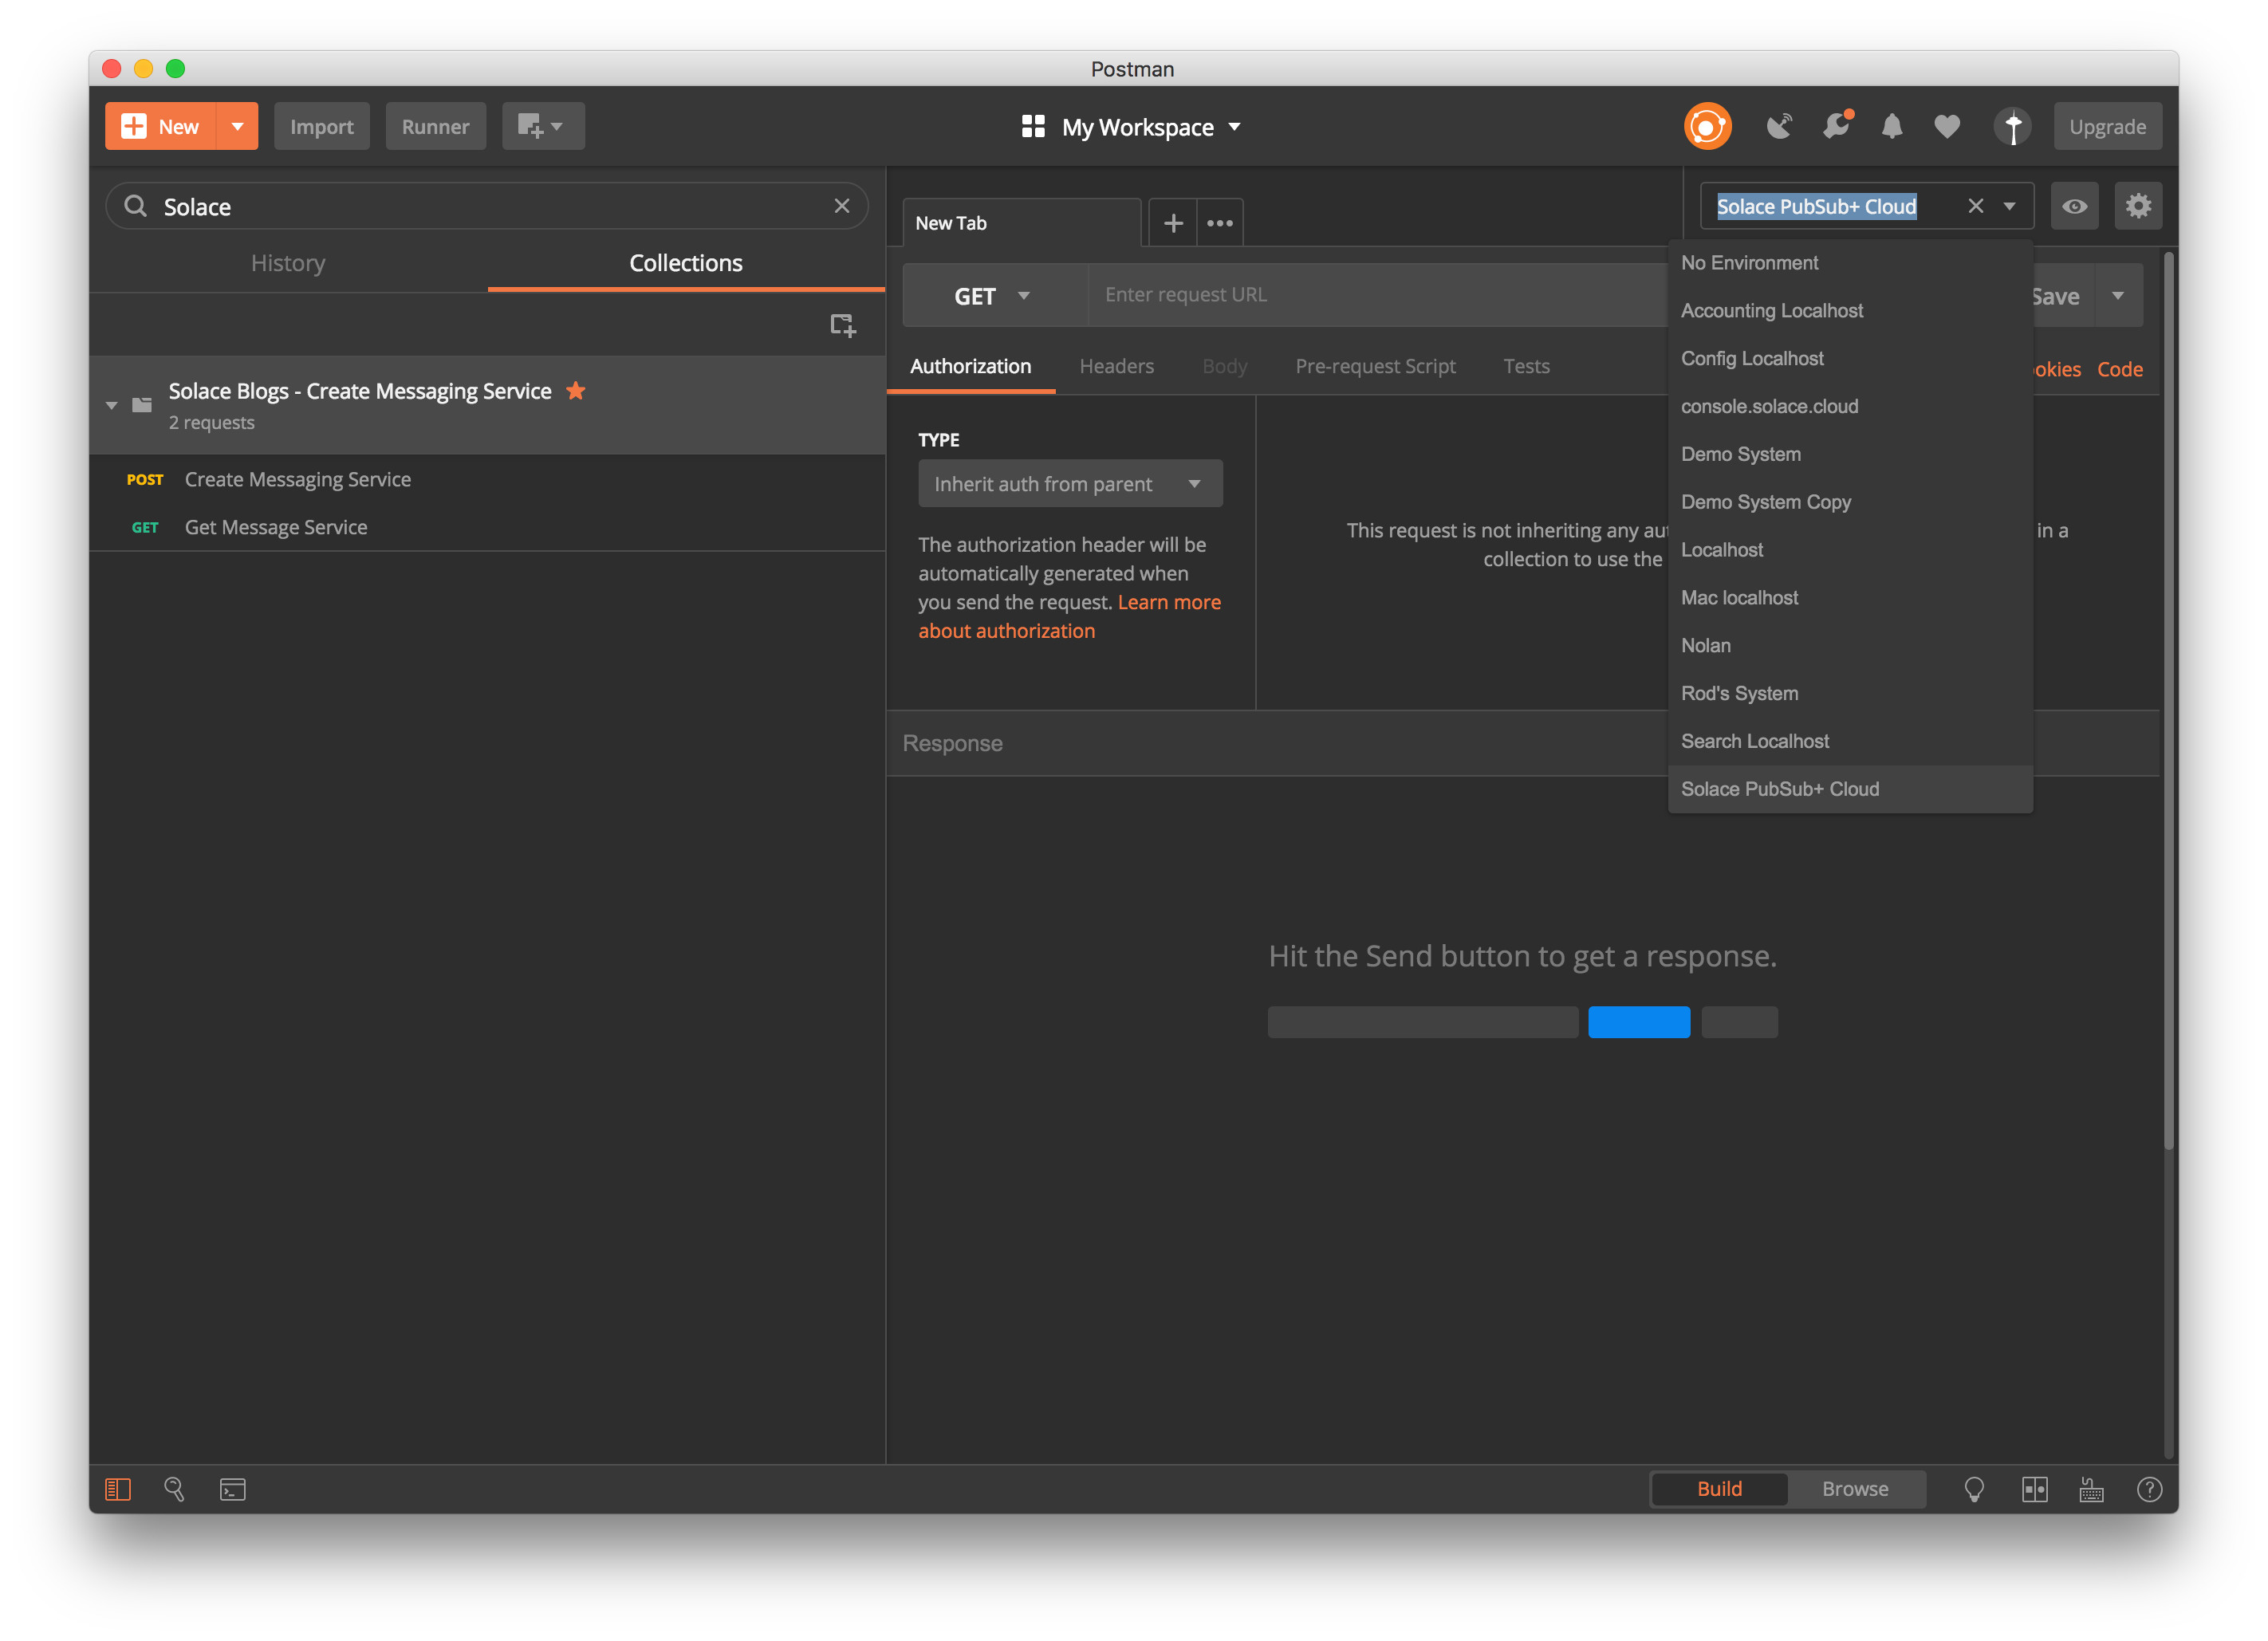 Postman
New
Import
Runner
My Workspace
Upgrade
Solace
History
Collections
Solace Blogs - Create Messaging Service
2 requests
POST Create Messaging Service
GET Get Message Service
New Tab
Solace PubSub+ Cloud
GET
Enter request URL
Save
Authorization
Headers
Body
Pre-request Script
Tests
Code
TYPE
Inherit auth from parent
The authorization header will be
automatically generated when
you send the request. Learn more
about authorization
This request is not inheriting any
in a
collection to use the
No Environment
Accounting Localhost
Config Localhost
console.solace.cloud
Demo System
Demo System Copy
Localhost
Mac localhost
Nolan
Rod's System
Search Localhost
Solace PubSub+ Cloud
Response
Hit the Send button to get a response.
Build
Browse